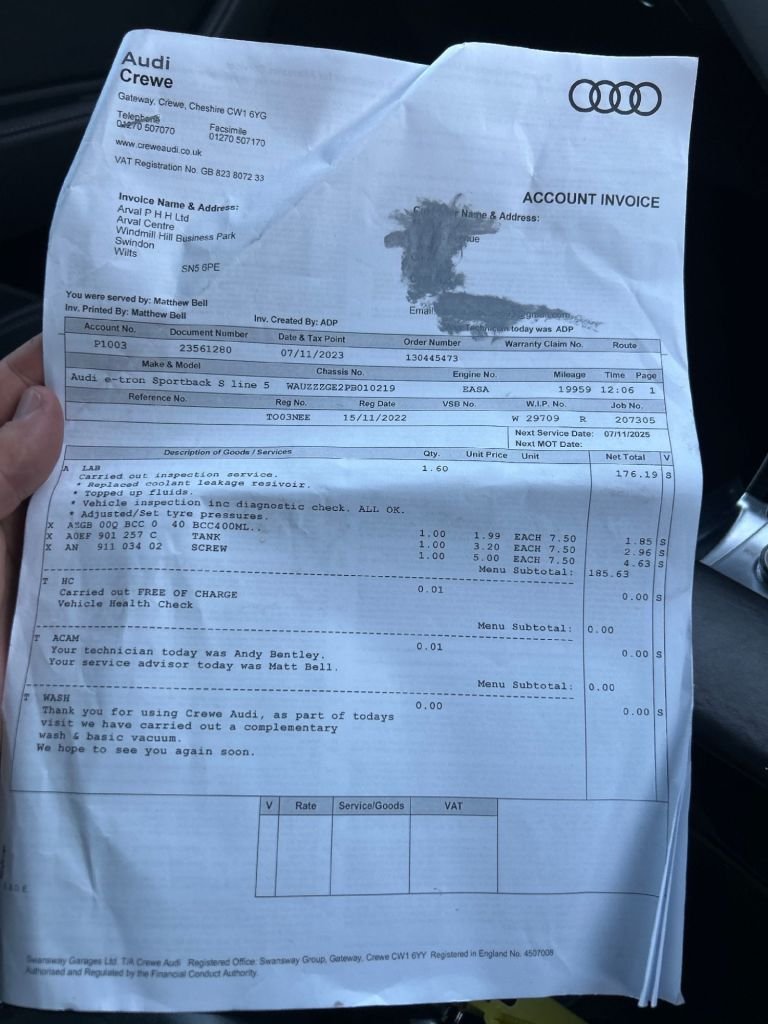 Audi
Crewe
Gateway, Crewe, Cheshire CW1 6YG
Telephone Facsimile
01270 507070 01270 507170
www.creweaudi.co.uk
VAT Registration No. GB 823 8072 33
ACCOUNT INVOICE
Invoice Name & Address:
Arval P H H Ltd
Arval Centre
Windmill Hill Business Park
Swindon
Wilts
SN5 6PE
Name & Address:
Email
You were served by: Matthew Bell
Inv. Printed By: Matthew Bell Inv. Created By: ADP Technician today was ADP
Account No. Document Number Date & Tax Point Order Number Warranty Claim No. Route
P1003 23561280 07/11/2023 130445473
Make & Model Chassis No. Engine No. Mileage Time Page
Audi e-tron Sportback S line 5 WAUZZZGE2PB010219 EASA 19959 12:06 1
Reference No. Reg No. Reg Date VSB No. W.I.P. No. Job No.
TO03NEE 15/11/2022 W 29709 R 207305
Next Service Date: 07/11/2025
Next MOT Date:
Description of Goods / Services Qty. Unit Price Unit Net Total V
A LAB 1.60 176.19 S
Carried out inspection service.
* Replaced coolant leakage resivoir.
* Topped up fluids.
* Vehicle inspection inc diagnostic check. ALL OK.
* Adjusted/Set tyre pressures.
X AZGB 00Q BCC 0 40 BCC400ML.. 1.00 1.99 EACH 7.50 1.85 S
X A0EF 901 257 C TANK 1.00 3.20 EACH 7.50 2.96 S
X AN 911 034 02 SCREW 1.00 5.00 EACH 7.50 4.63 S
Menu Subtotal: 185.63
T HC 0.01 0.00 S
Carried out FREE OF CHARGE
Vehicle Health Check
Menu Subtotal: 0.00
T ACAM 0.01 0.00 S
Your technician today was Andy Bentley.
Your service advisor today was Matt Bell.
Menu Subtotal: 0.00
T WASH 0.00 0.00 S
Thank you for using Crewe Audi, as part of todays
visit we have carried out a complementary
wash & basic vacuum.
We hope to see you again soon.
V Rate Service/Goods VAT
Swansway Garages Ltd. T/A Crewe Audi Registered Office: Swansway Group, Gateway, Crewe CW1 6YY Registered in England No. 4507008
Authorised and Regulated by the Financial Conduct Authority.